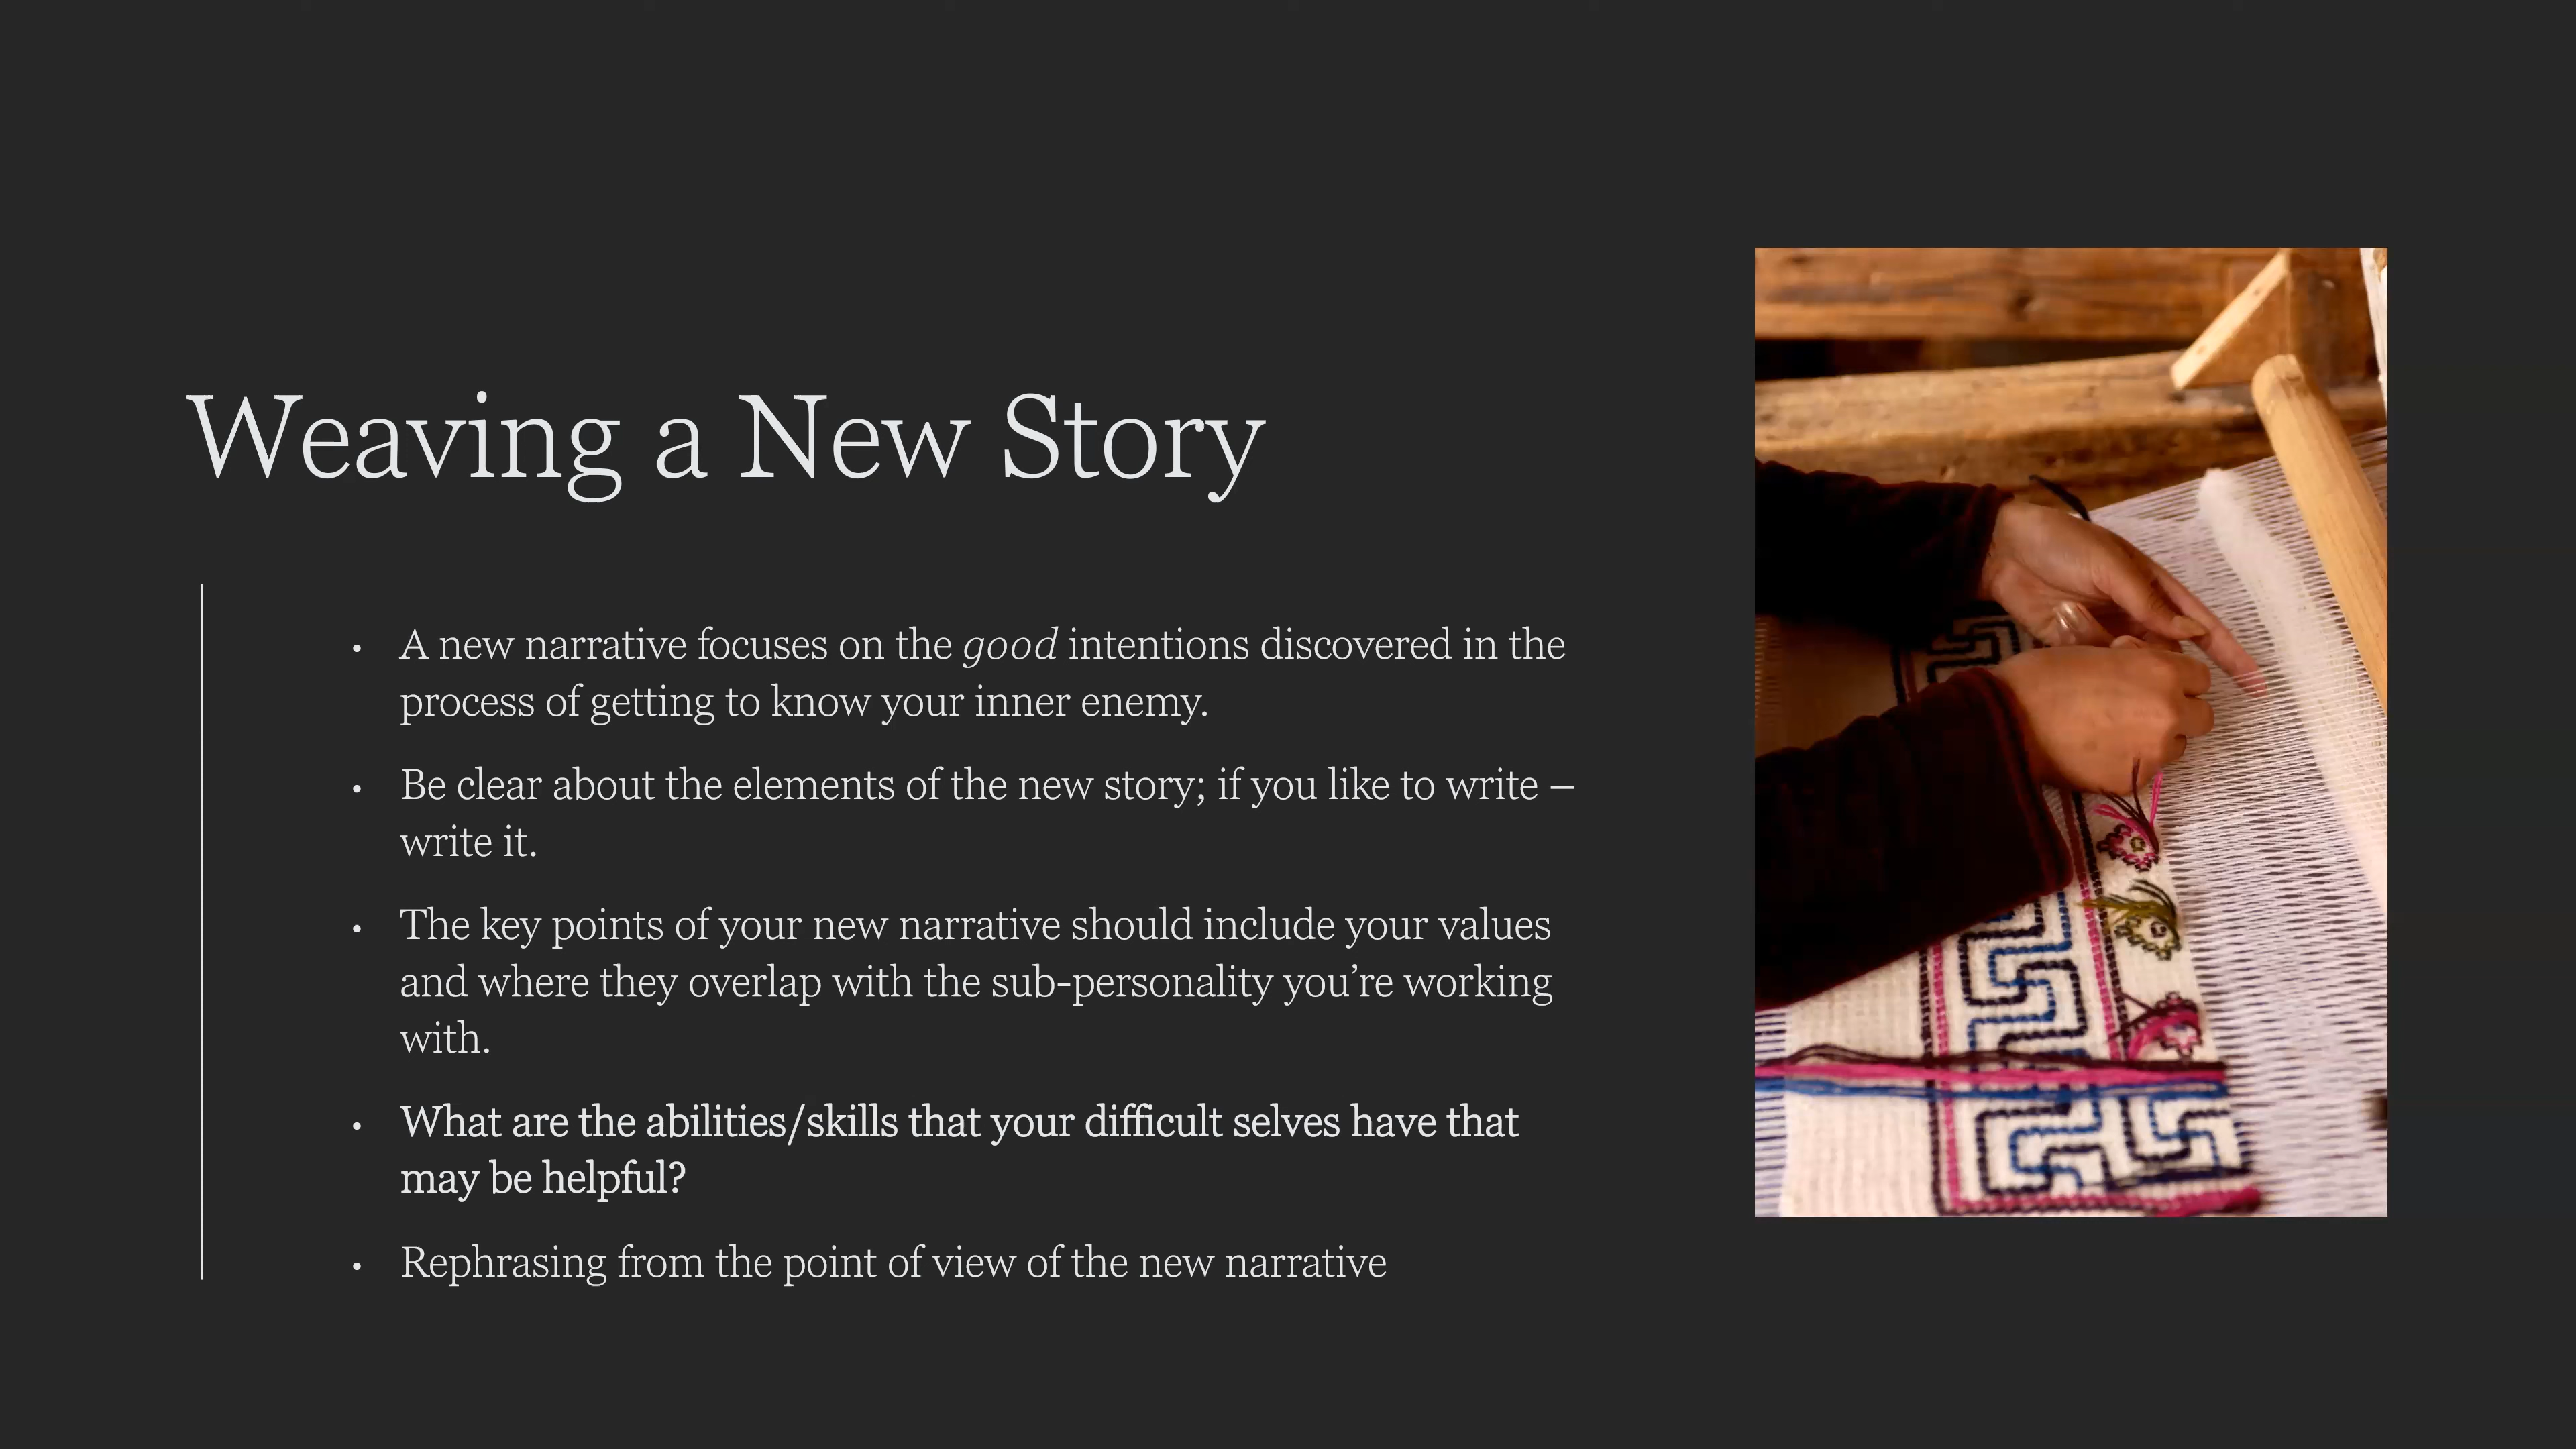 Weaving a New Story
• A new narrative focuses on the good intentions discovered in the
process of getting to know your inner enemy.
• Be clear about the elements of the new story; if you like to write –
write it.
• The key points of your new narrative should include your values
and where they overlap with the sub-personality you’re working
with.
• What are the abilities/skills that your difficult selves have that
may be helpful?
• Rephrasing from the point of view of the new narrative